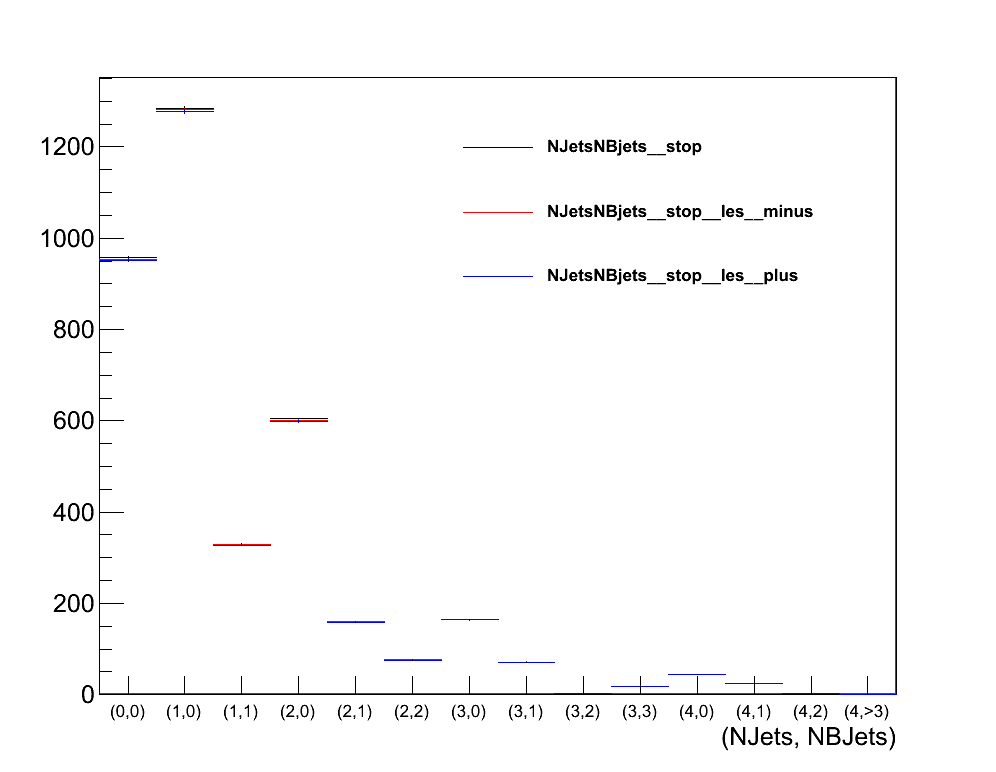 1200
1000
800
600
400
200
0
NJetsNBjets__stop
NJetsNBjets__stop__les__minus
NJetsNBjets__stop__les__plus
(0,0) (1,0) (1,1) (2,0) (2,1) (2,2) (3,0) (3,1) (3,2) (3,3) (4,0) (4,1) (4,2) (4,>3)
(NJets, NBJets)